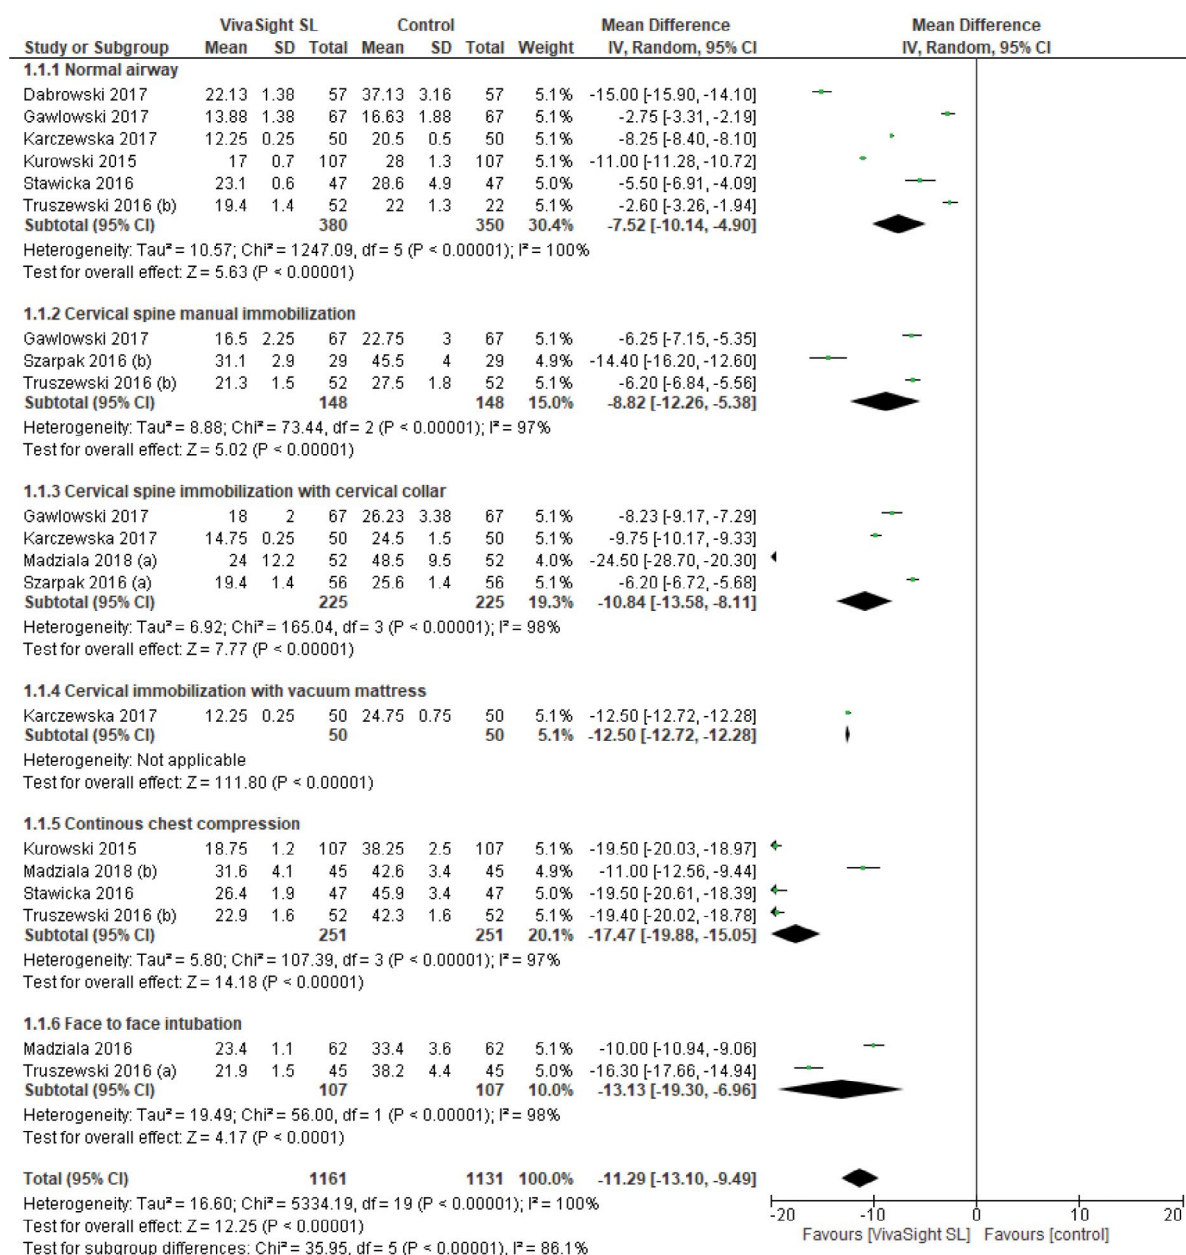 VivaSight SL Control Mean Difference Mean Difference
Study or Subgroup Mean SD Total Mean SD Total Weight IV, Random, 95% CI IV, Random, 95% CI
1.1.1 Normal airway
Dabrowski 2017 22.13 1.38 57 37.13 3.16 57 5.1% -15.00 [-15.90, -14.10]
Gawlowski 2017 13.88 1.38 67 16.63 1.88 67 5.1% -2.75 [-3.31, -2.19]
Karczewska 2017 12.25 0.25 50 20.5 0.5 50 5.1% -8.25 [-8.40, -8.10]
Kurowski 2015 17 0.7 107 28 1.3 107 5.1% -11.00 [-11.28, -10.72]
Stawicka 2016 23.1 0.6 47 28.6 4.9 47 5.0% -5.50 [-6.91, -4.09]
Truszewski 2016 (b) 19.4 1.4 52 22 1.3 22 5.1% -2.60 [-3.26, -1.94]
Subtotal (95% CI) 380 350 30.4% -7.52 [-10.14, -4.90]
Heterogeneity: Tau² = 10.57; Chi² = 1247.09, df = 5 (P < 0.00001); I² = 100%
Test for overall effect: Z = 5.63 (P < 0.00001)
1.1.2 Cervical spine manual immobilization
Gawlowski 2017 16.5 2.25 67 22.75 3 67 5.1% -6.25 [-7.15, -5.35]
Szarpak 2016 (b) 31.1 2.9 29 45.5 4 29 4.9% -14.40 [-16.20, -12.60]
Truszewski 2016 (b) 21.3 1.5 52 27.5 1.8 52 5.1% -6.20 [-6.84, -5.56]
Subtotal (95% CI) 148 148 15.0% -8.82 [-12.26, -5.38]
Heterogeneity: Tau² = 8.88; Chi² = 73.44, df = 2 (P < 0.00001); I² = 97%
Test for overall effect: Z = 5.02 (P < 0.00001)
1.1.3 Cervical spine immobilization with cervical collar
Gawlowski 2017 18 2 67 26.23 3.38 67 5.1% -8.23 [-9.17, -7.29]
Karczewska 2017 14.75 0.25 50 24.5 1.5 50 5.1% -9.75 [-10.17, -9.33]
Madziala 2018 (a) 24 12.2 52 48.5 9.5 52 4.0% -24.50 [-28.70, -20.30]
Szarpak 2016 (a) 19.4 1.4 56 25.6 1.4 56 5.1% -6.20 [-6.72, -5.68]
Subtotal (95% CI) 225 225 19.3% -10.84 [-13.58, -8.11]
Heterogeneity: Tau² = 6.92; Chi² = 165.04, df = 3 (P < 0.00001); I² = 98%
Test for overall effect: Z = 7.77 (P < 0.00001)
1.1.4 Cervical immobilization with vacuum mattress
Karczewska 2017 12.25 0.25 50 24.75 0.75 50 5.1% -12.50 [-12.72, -12.28]
Subtotal (95% CI) 50 50 5.1% -12.50 [-12.72, -12.28]
Heterogeneity: Not applicable
Test for overall effect: Z = 111.80 (P < 0.00001)
1.1.5 Continous chest compression
Kurowski 2015 18.75 1.2 107 38.25 2.5 107 5.1% -19.50 [-20.03, -18.97]
Madziala 2018 (b) 31.6 4.1 45 42.6 3.4 45 4.9% -11.00 [-12.56, -9.44]
Stawicka 2016 26.4 1.9 47 45.9 3.4 47 5.0% -19.50 [-20.61, -18.39]
Truszewski 2016 (b) 22.9 1.6 52 42.3 1.6 52 5.1% -19.40 [-20.02, -18.78]
Subtotal (95% CI) 251 251 20.1% -17.47 [-19.88, -15.05]
Heterogeneity: Tau² = 5.80; Chi² = 107.39, df = 3 (P < 0.00001); I² = 97%
Test for overall effect: Z = 14.18 (P < 0.00001)
1.1.6 Face to face intubation
Madziala 2016 23.4 1.1 62 33.4 3.6 62 5.1% -10.00 [-10.94, -9.06]
Truszewski 2016 (a) 21.9 1.5 45 38.2 4.4 45 5.0% -16.30 [-17.66, -14.94]
Subtotal (95% CI) 107 107 10.0% -13.13 [-19.30, -6.96]
Heterogeneity: Tau² = 19.49; Chi² = 56.00, df = 1 (P < 0.00001); I² = 98%
Test for overall effect: Z = 4.17 (P < 0.0001)
Total (95% CI) 1161 1131 100.0% -11.29 [-13.10, -9.49]
Heterogeneity: Tau² = 16.60; Chi² = 5334.19, df = 19 (P < 0.00001); I² = 100%
Test for overall effect: Z = 12.25 (P < 0.00001)
Test for subgroup differences: Chi² = 35.95, df = 5 (P < 0.00001), I² = 86.1%
-20 -10 0 10 20
Favours [VivaSight SL] Favours [control]